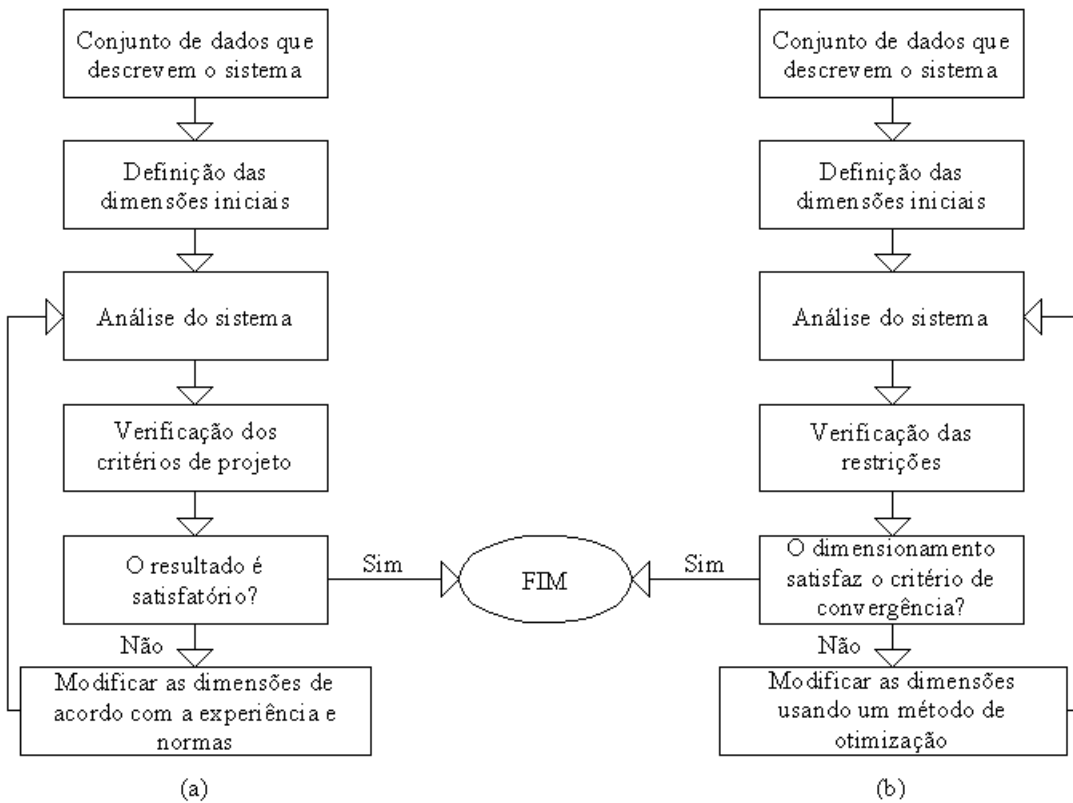 Conjunto de dados que
descrevem o sistema
Definição das
dimensões iniciais
Análise do sistema
Verificação dos
critérios de projeto
O resultado é
satisfatório?
Sim
Não
Modificar as dimensões de
acordo com a experiência e
normas
(a)
FIM
Conjunto de dados que
descrevem o sistema
Definição das
dimensões iniciais
Análise do sistema
Verificação das
restrições
O dimensionamento
satisfaz o critério de
convergência?
Sim
Não
Modificar as dimensões
usando um método de
otimização
(b)